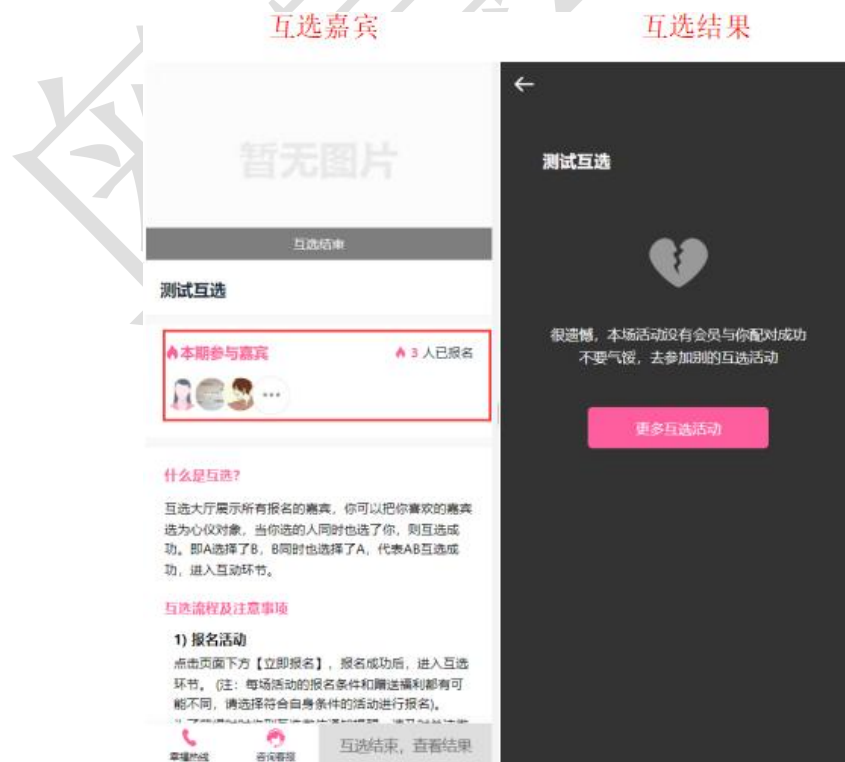 互选嘉宾
互选结果
暂无图片
互选结束
测试互选
本期参与嘉宾
3 人已报名
什么是互选?
互选大厅展示所有报名的嘉宾，你可以把你喜欢的嘉宾
选为心仪对象，当你选的人同时也选了你，则互选成
功。即A选择了B，B同时也选择了A，代表AB互选成
功，进入互动环节。
互选流程及注意事项
1) 报名活动
点击页面下方【立即报名】，报名成功后，进入互选
环节。 (注：每场活动的报名条件和赠送福利都有可
能不同，请选择符合自身条件的活动进行报名)。
幸福热线
咨询客服
互选结束，查看结果
测试互选
很遗憾，本场活动没有会员与你配对成功
不要气馁，去参加别的互选活动
更多互选活动